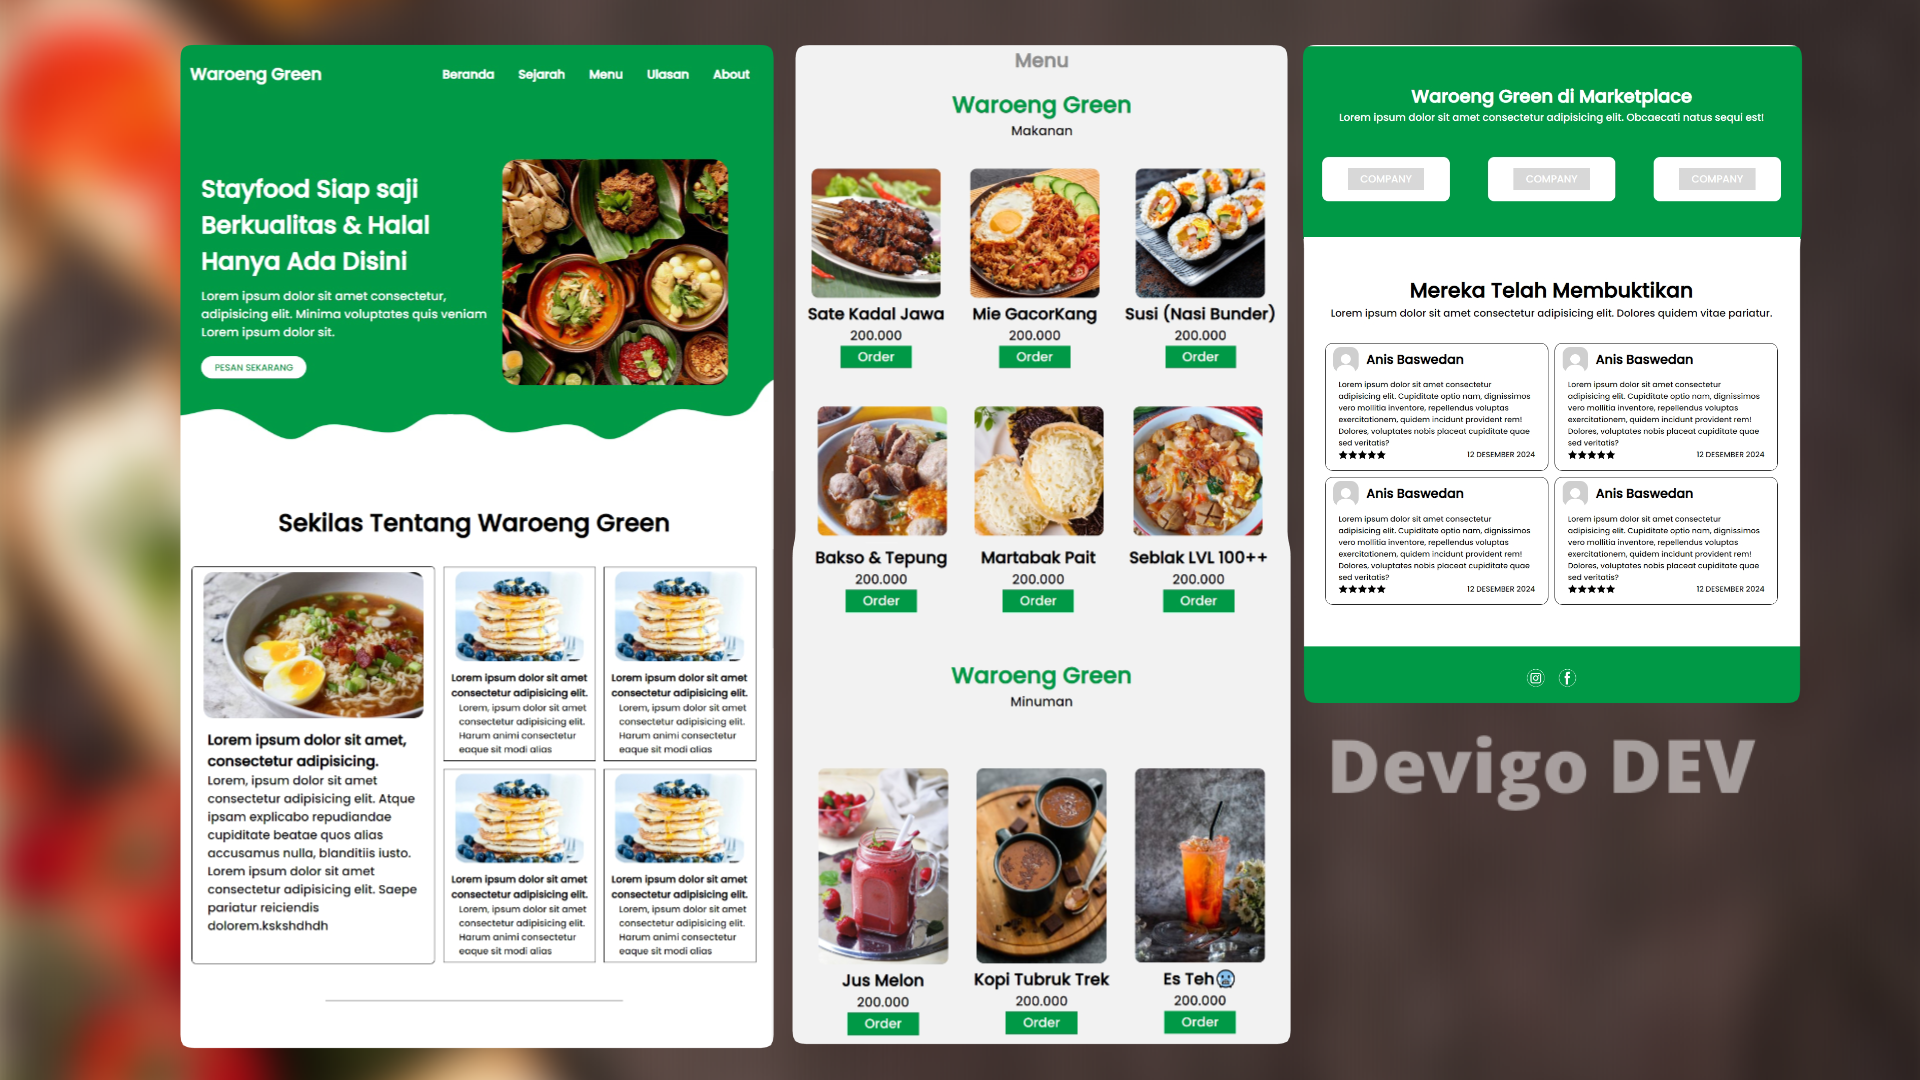 Waroeng Green
Beranda Sejarah Menu Ulasan About
Stayfood Siap saji
Berkualitas & Halal
Hanya Ada Disini
Lorem ipsum dolor sit amet consectetur,
adipisicing elit. Minima voluptates quis veniam
Lorem ipsum dolor sit.
PESAN SEKARANG
Sekilas Tentang Waroeng Green
Lorem ipsum dolor sit amet,
consectetur adipisicing.
Lorem, ipsum dolor sit amet
consectetur adipisicing elit. Atque
ipsam explicabo repudiandae
cupiditate beatae quos alias
accusamus nulla, blanditiis iusto.
Lorem ipsum dolor sit amet
consectetur adipisicing elit. Saepe
pariatur reiciendis
dolorem.kskshdhdh
Lorem ipsum dolor sit amet
consectetur adipisicing elit.
Lorem, ipsum dolor sit amet
consectetur adipisicing elit.
Harum animi consectetur
eaque sit modi alias
Lorem ipsum dolor sit amet
consectetur adipisicing elit.
Lorem, ipsum dolor sit amet
consectetur adipisicing elit.
Harum animi consectetur
eaque sit modi alias
Lorem ipsum dolor sit amet
consectetur adipisicing elit.
Lorem, ipsum dolor sit amet
consectetur adipisicing elit.
Harum animi consectetur
eaque sit modi alias
Lorem ipsum dolor sit amet
consectetur adipisicing elit.
Lorem, ipsum dolor sit amet
consectetur adipisicing elit.
Harum animi consectetur
eaque sit modi alias
Menu
Waroeng Green
Makanan
Sate Kadal Jawa
200.000
Order
Mie GacorKang
200.000
Order
Susi (Nasi Bunder)
200.000
Order
Bakso & Tepung
200.000
Order
Martabak Pait
200.000
Order
Seblak LVL 100++
200.000
Order
Waroeng Green
Minuman
Jus Melon
200.000
Order
Kopi Tubruk Trek
200.000
Order
Es Teh🥶
200.000
Order
Waroeng Green di Marketplace
Lorem ipsum dolor sit amet consectetur adipisicing elit. Obcaecati natus sequi est!
COMPANY
COMPANY
COMPANY
Mereka Telah Membuktikan
Lorem ipsum dolor sit amet consectetur adipisicing elit. Dolores quidem vitae pariatur.
Anis Baswedan
Lorem ipsum dolor sit amet consectetur
adipisicing elit. Cupiditate optio nam, dignissimos
vero mollitia inventore, repellendus voluptas
exercitationem, quidem incidunt provident rem!
Dolores, voluptates nobis placeat cupiditate quae
sed veritatis?
★★★★★ 12 DESEMBER 2024
Anis Baswedan
Lorem ipsum dolor sit amet consectetur
adipisicing elit. Cupiditate optio nam, dignissimos
vero mollitia inventore, repellendus voluptas
exercitationem, quidem incidunt provident rem!
Dolores, voluptates nobis placeat cupiditate quae
sed veritatis?
★★★★★ 12 DESEMBER 2024
Anis Baswedan
Lorem ipsum dolor sit amet consectetur
adipisicing elit. Cupiditate optio nam, dignissimos
vero mollitia inventore, repellendus voluptas
exercitationem, quidem incidunt provident rem!
Dolores, voluptates nobis placeat cupiditate quae
sed veritatis?
★★★★★ 12 DESEMBER 2024
Anis Baswedan
Lorem ipsum dolor sit amet consectetur
adipisicing elit. Cupiditate optio nam, dignissimos
vero mollitia inventore, repellendus voluptas
exercitationem, quidem incidunt provident rem!
Dolores, voluptates nobis placeat cupiditate quae
sed veritatis?
★★★★★ 12 DESEMBER 2024
Devigo DEV